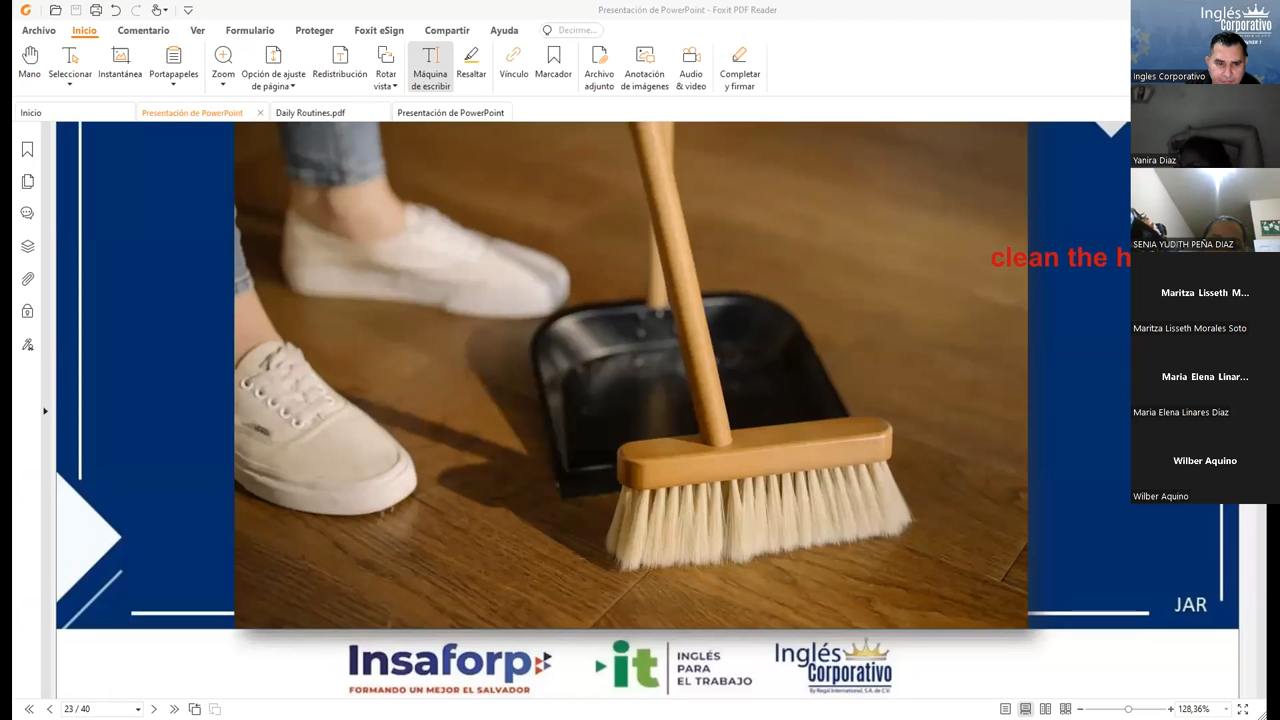 Presentación de PowerPoint - Foxit PDF Reader
Archivo Inicio Comentario Ver Formulario Proteger Foxit eSign Compartir Ayuda Decirme...
Mano
Seleccionar
Instantánea
Portapapeles
Zoom
Opción de ajuste
de página
Redistribución
Rotar
vista
Máquina
de escribir
Resaltar
Vínculo
Marcador
Archivo
adjunto
Anotación
de imágenes
Audio
& video
Completar
y firmar
Inicio
Presentación de PowerPoint
Daily Routines.pdf
Presentación de PowerPoint
clean the h
JAR
Insaforp
FORMANDO UN MEJOR EL SALVADOR
it
INGLÉS
PARA
EL TRABAJO
Inglés
Corporativo
By Regal International, S.A. de C.V.
Inglés
Corporativo
Ingles Corporativo
Yanira Diaz
SENIA YUDITH PEÑA DIAZ
Maritza Lisseth M...
Maritza Lisseth Morales Soto
Maria Elena Linar...
Maria Elena Linares Diaz
Wilber Aquino
Wilber Aquino
23 / 40
128,36%